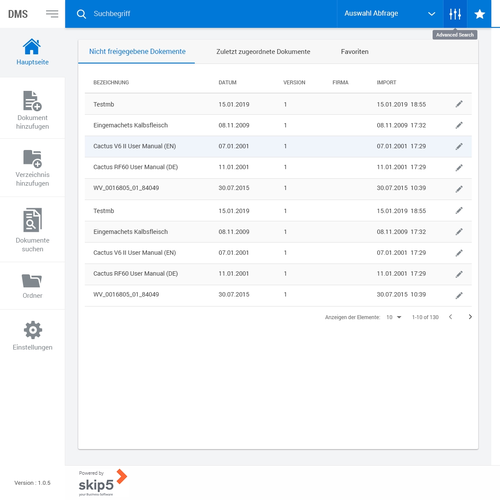 DMS
Suchbegriff
Auswahl Abfrage
Advanced Search
Hauptseite
Dokument
hinzufügen
Verzeichnis
hinzufügen
Dokumente
suchen
Ordner
Einstellungen
Version : 1.0.5
Nicht freigegebene Dokemente
Zuletzt zugeordnete Dokumente
Favoriten
BEZEICHNUNG DATUM VERSION FIRMA IMPORT
Testmb 15.01.2019 1 15.01.2019 18:55
Eingemachets Kalbsfleisch 08.11.2009 1 08.11.2009 17:32
Cactus V6 II User Manual (EN) 07.01.2001 1 07.01.2001 17:29
Cactus RF60 User Manual (DE) 11.01.2001 1 11.01.2001 17:29
WV_0016805_01_84049 30.07.2015 1 30.07.2015 10:39
Testmb 15.01.2019 1 15.01.2019 18:55
Eingemachets Kalbsfleisch 08.11.2009 1 08.11.2009 17:32
Cactus V6 II User Manual (EN) 07.01.2001 1 07.01.2001 17:29
Cactus RF60 User Manual (DE) 11.01.2001 1 11.01.2001 17:29
WV_0016805_01_84049 30.07.2015 1 30.07.2015 10:39
Anzeigen der Elemente: 10 1-10 of 130
Powered by
skip5
your business software